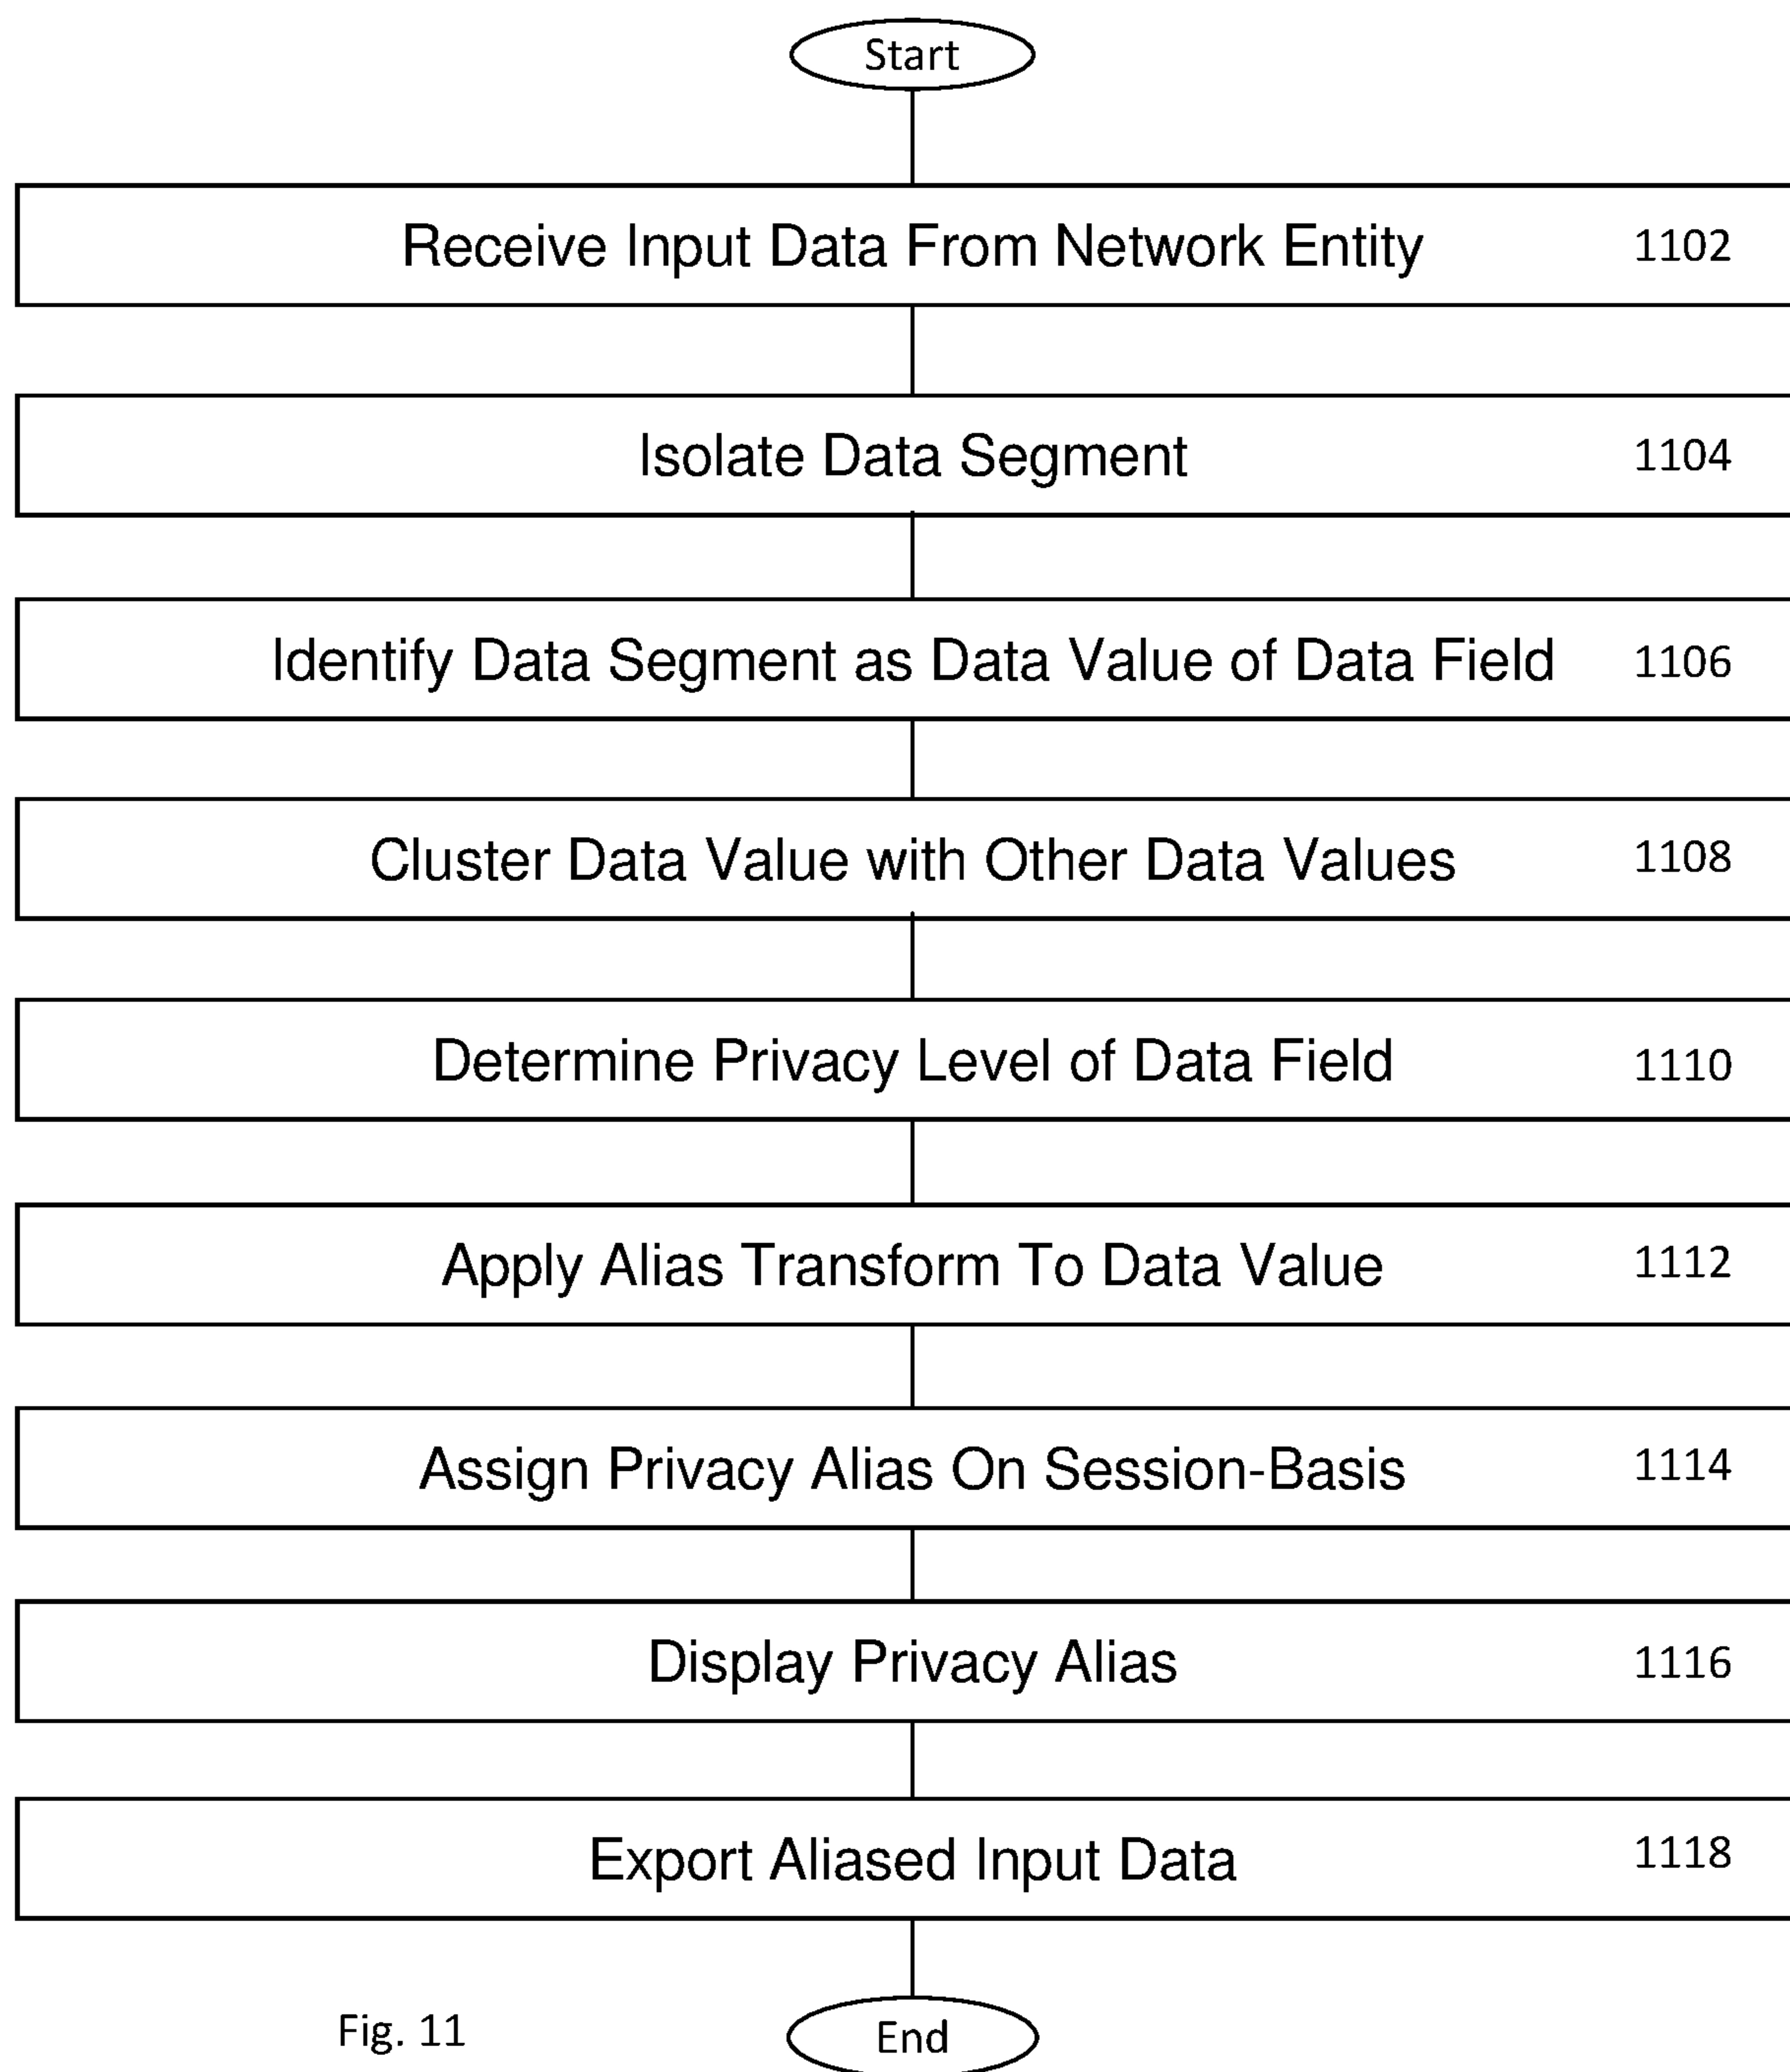 Start
Receive Input Data From Network Entity 1102
Isolate Data Segment 1104
Identify Data Segment as Data Value of Data Field 1106
Cluster Data Value with Other Data Values 1108
Determine Privacy Level of Data Field 1110
Apply Alias Transform To Data Value 1112
Assign Privacy Alias On Session-Basis 1114
Display Privacy Alias 1116
Export Aliased Input Data 1118
Fig. 11
End